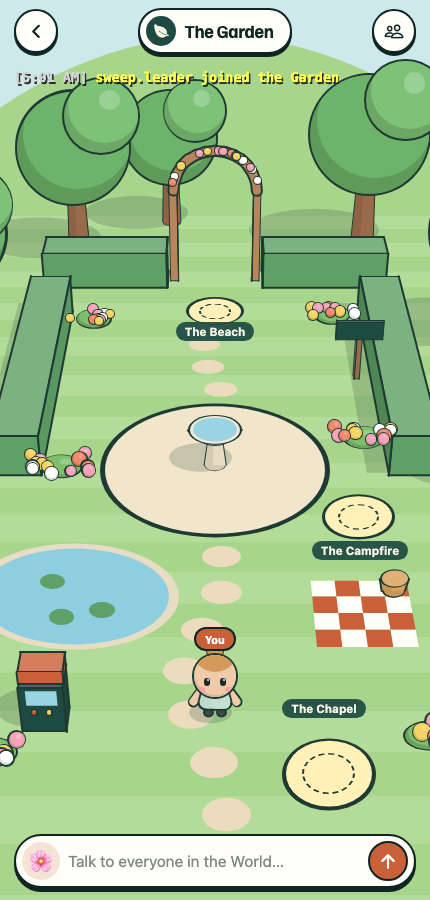 The Garden
[5:01 AM] sweep.leader joined the Garden
The Beach
The Campfire
You
The Chapel
Talk to everyone in the World...